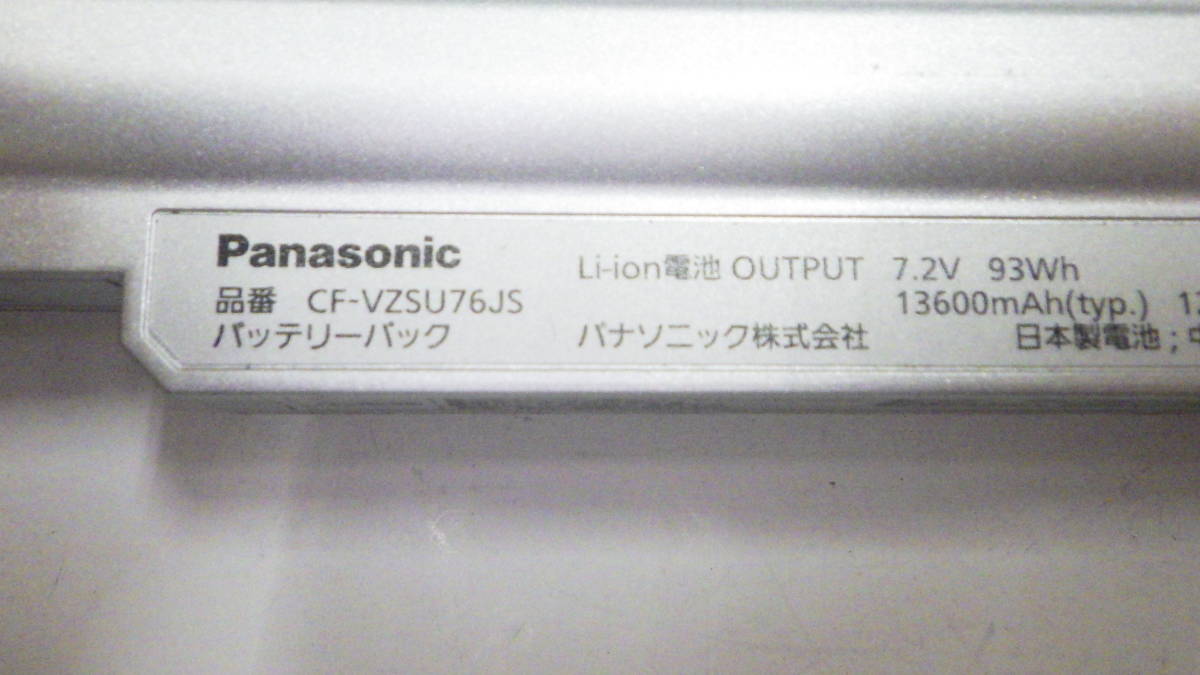 Panasonic
品番 CF-VZSU76JS
バッテリーパック
Li-ion電池 OUTPUT 7.2V 93Wh
13600mAh(typ.)
パナソニック株式会社 日本製電池;